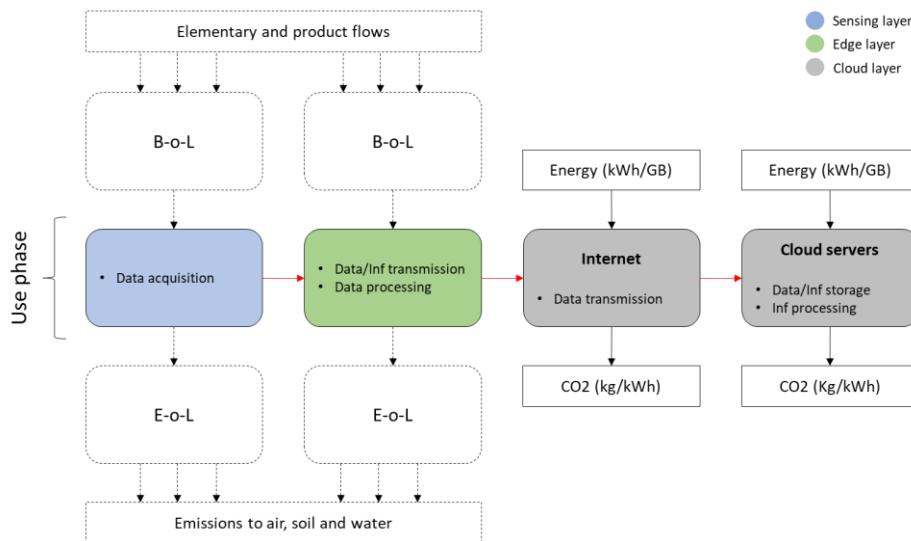 Elementary and product flows
Sensing layer
Edge layer
Cloud layer
B-o-L
B-o-L
Energy (kWh/GB)
Energy (kWh/GB)
Use phase
• Data acquisition
• Data/Inf transmission
• Data processing
Internet
• Data transmission
Cloud servers
• Data/Inf storage
• Inf processing
E-o-L
E-o-L
CO2 (kg/kWh)
CO2 (Kg/kWh)
Emissions to air, soil and water